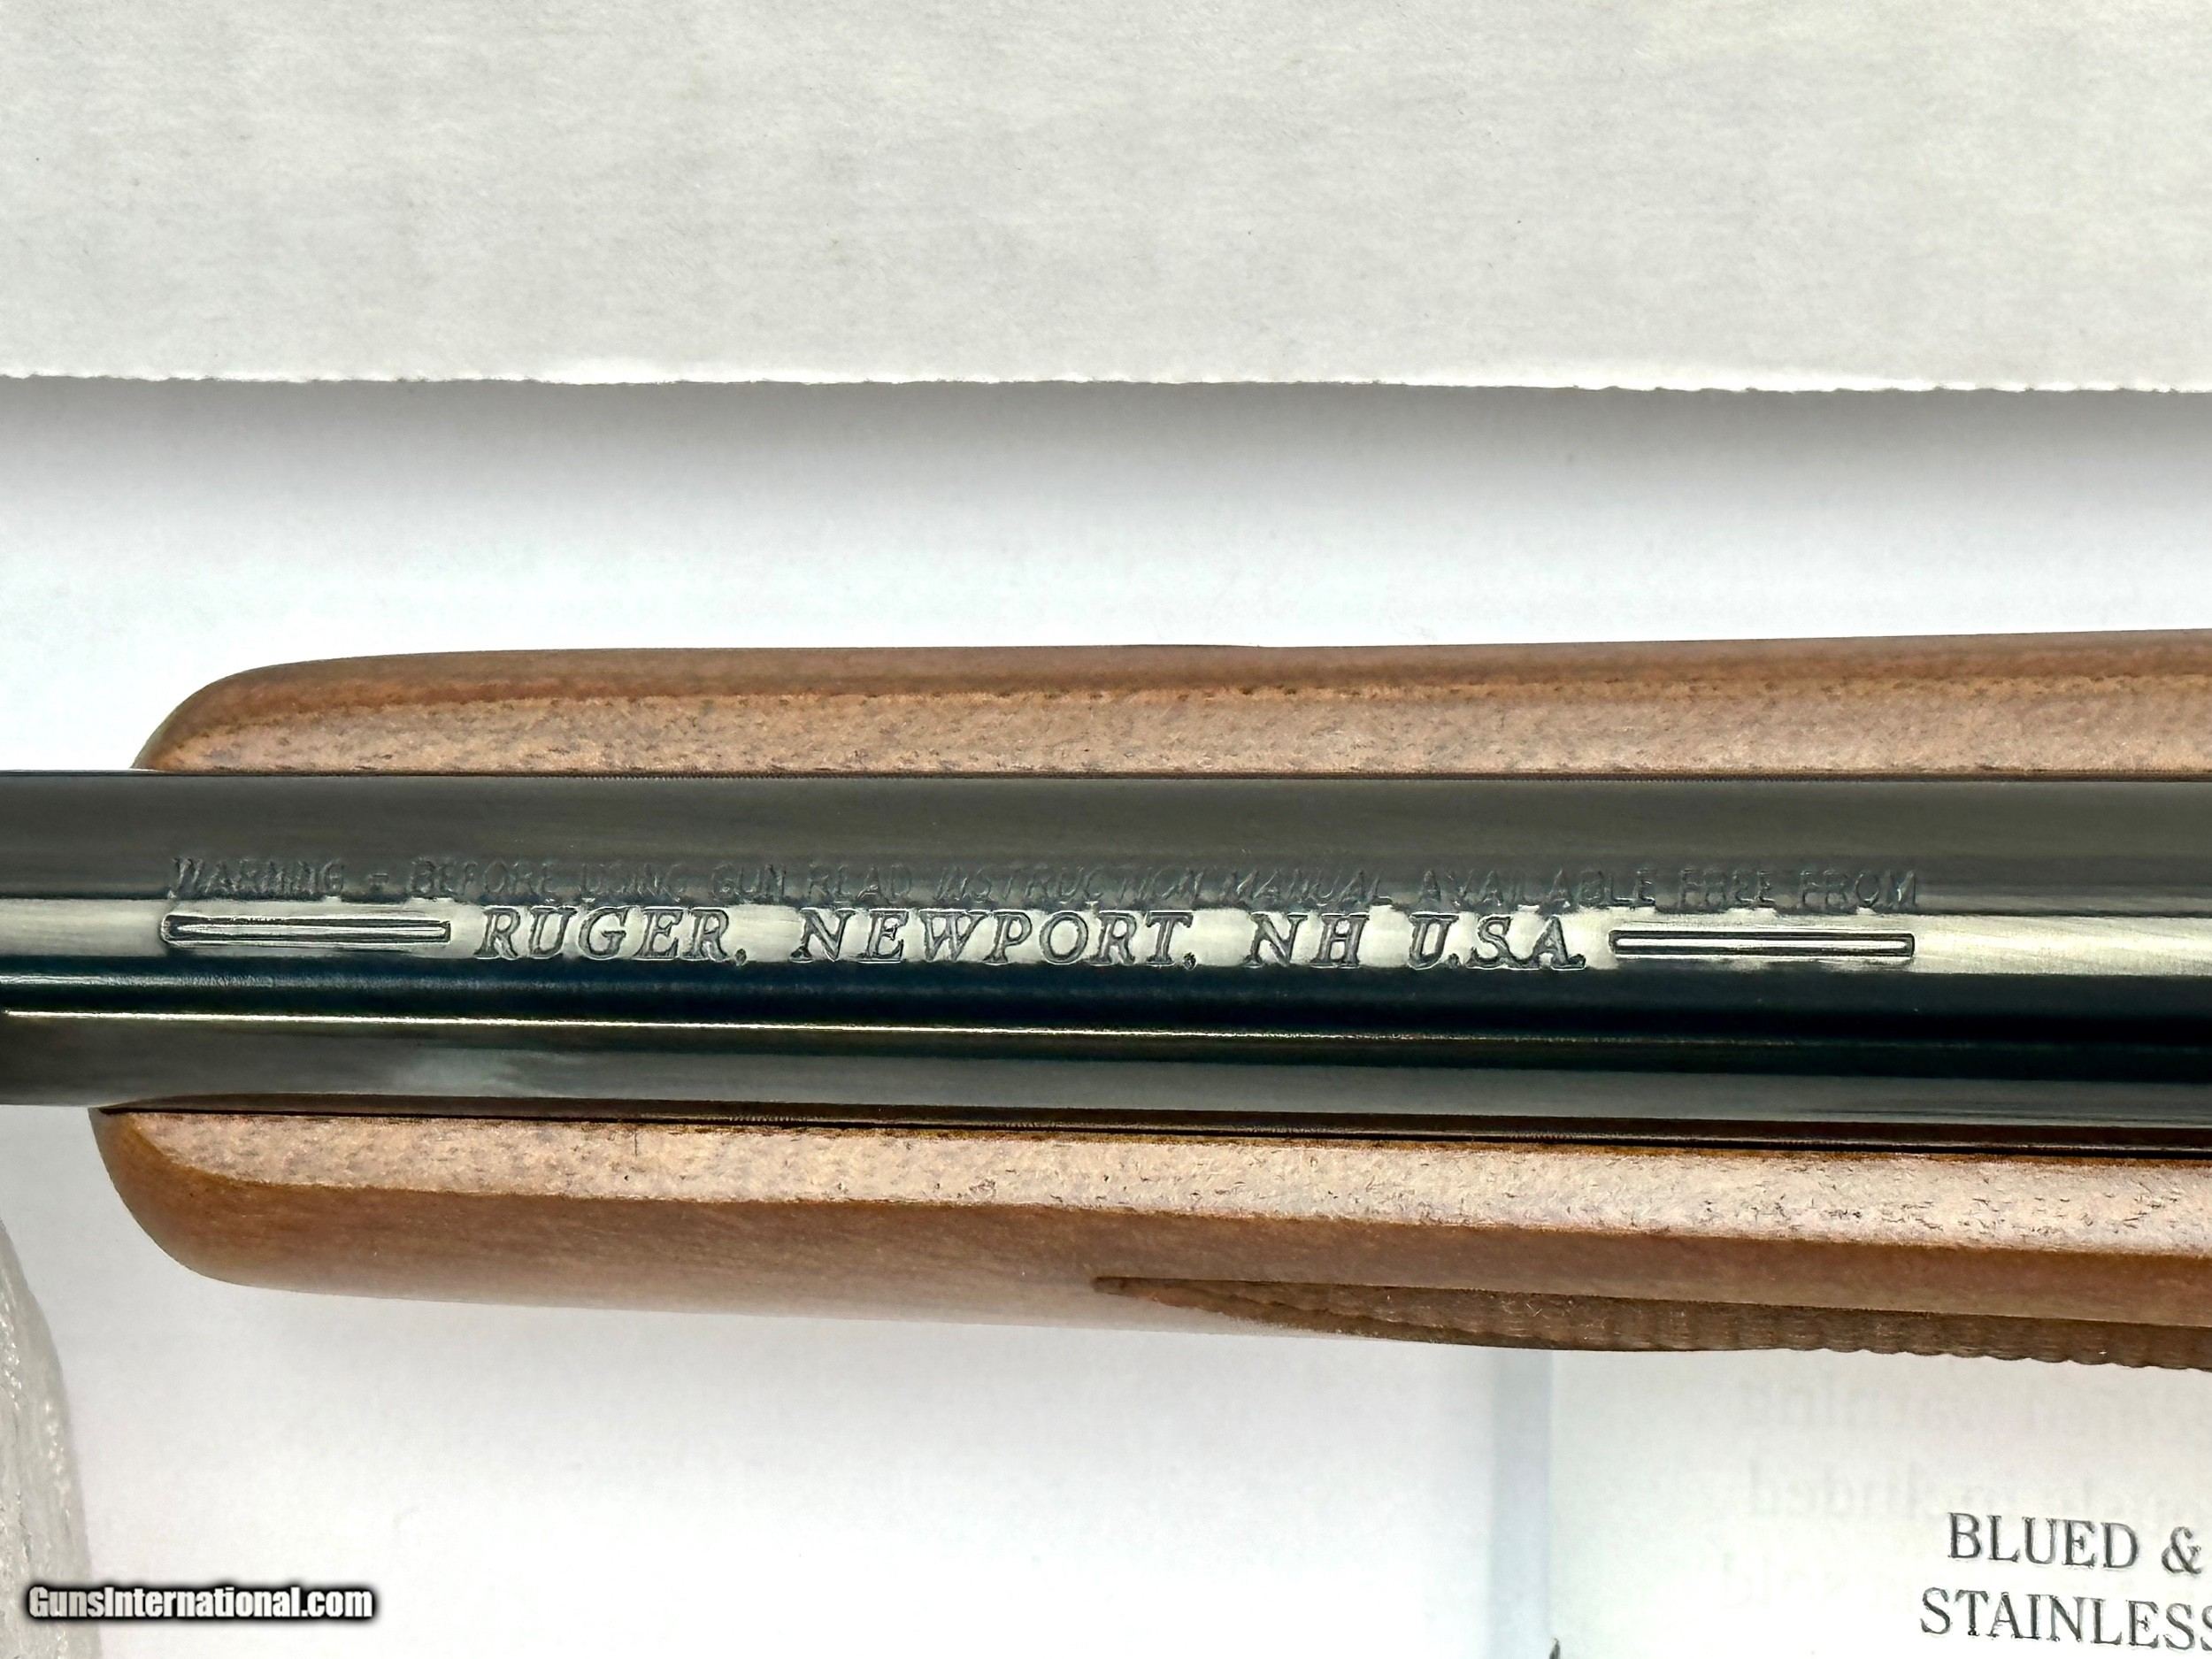 WARNING - BEFORE USING GUN READ INSTRUCTION MANUAL AVAILABLE FREE FROM
RUGER, NEWPORT, NH U.S.A.
BLUED &
STAINLESS
GunsInternational.com